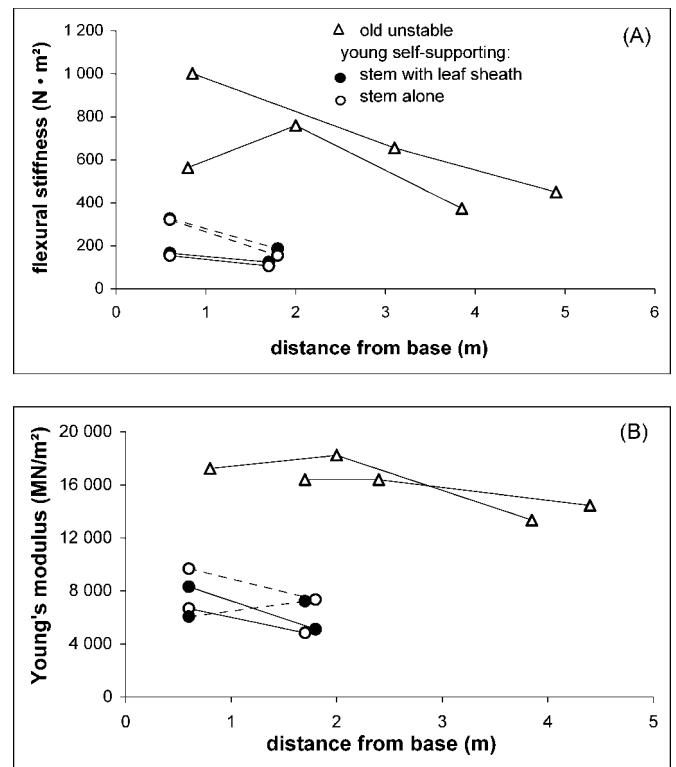 (A)
old unstable
young self-supporting:
stem with leaf sheath
stem alone
flexural stiffness (N • m²)
1 200
1 000
800
600
400
200
0
0 1 2 3 4 5 6
distance from base (m)
(B)
Young's modulus (MN/m²)
20 000
16 000
12 000
8 000
4 000
0
0 1 2 3 4 5
distance from base (m)